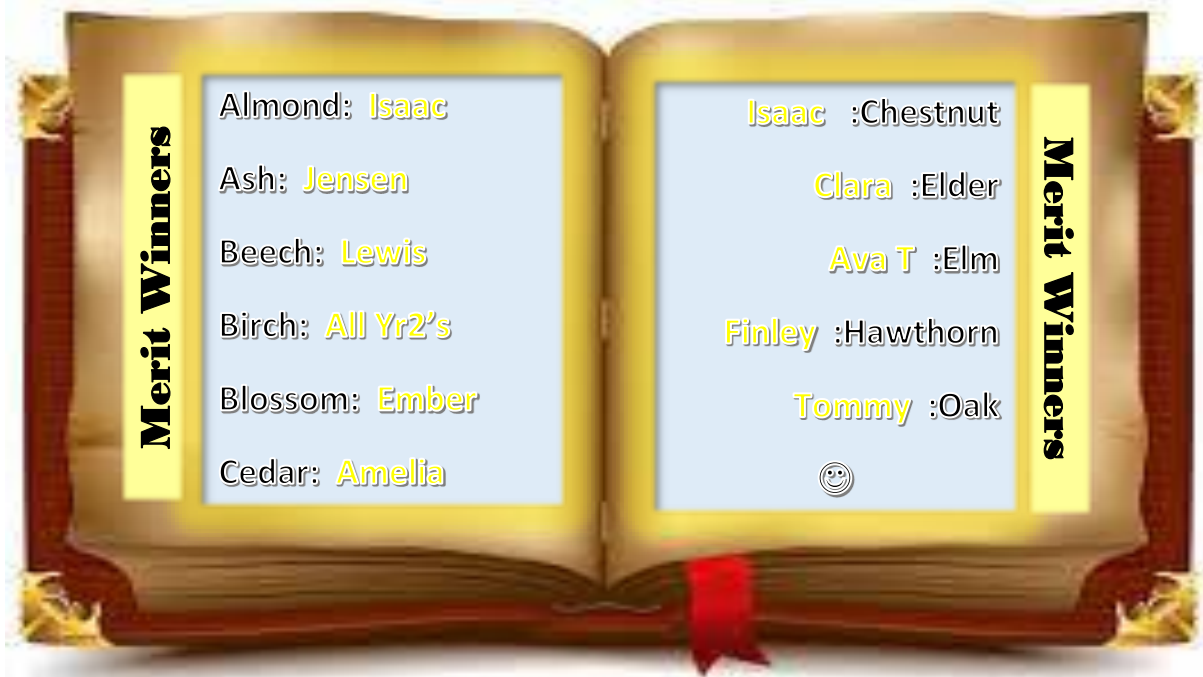 Merit Winners
Almond: Isaac
Ash: Jensen
Beech: Lewis
Birch: All Yr2’s
Blossom: Ember
Cedar: Amelia
Isaac :Chestnut
Clara :Elder
Ava T :Elm
Finley :Hawthorn
Tommy :Oak
Merit Winners